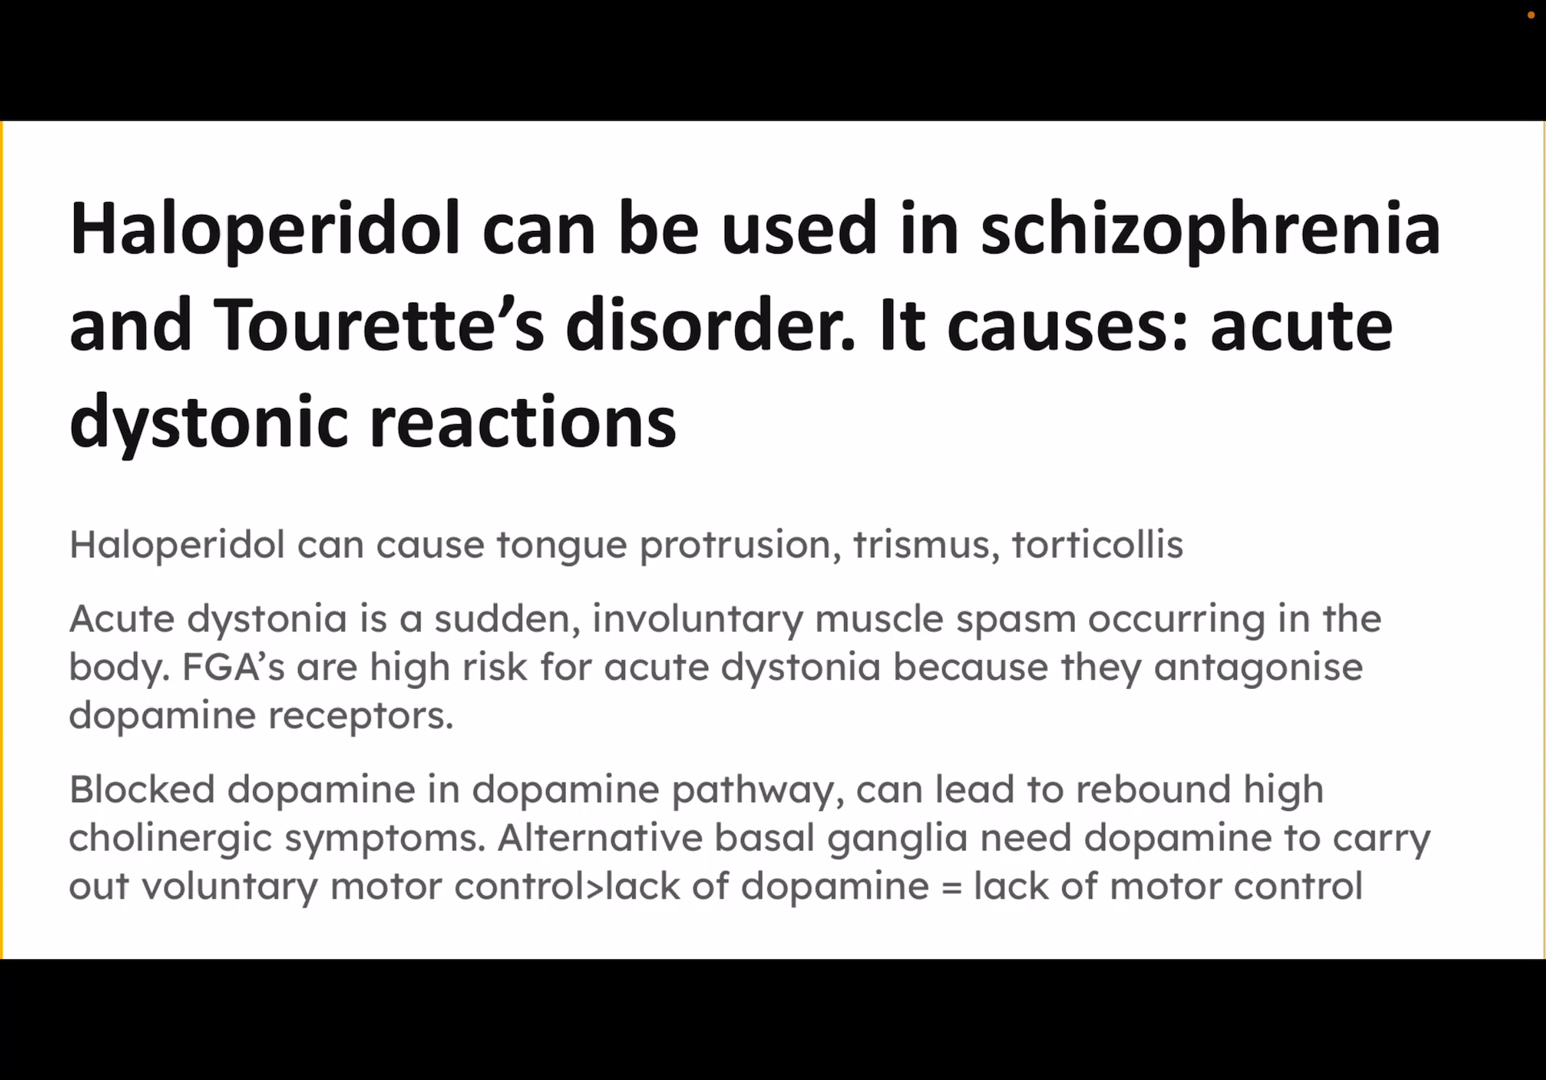 Haloperidol can be used in schizophrenia
and Tourette’s disorder. It causes: acute
dystonic reactions
Haloperidol can cause tongue protrusion, trismus, torticollis
Acute dystonia is a sudden, involuntary muscle spasm occurring in the
body. FGA’s are high risk for acute dystonia because they antagonise
dopamine receptors.
Blocked dopamine in dopamine pathway, can lead to rebound high
cholinergic symptoms. Alternative basal ganglia need dopamine to carry
out voluntary motor control>lack of dopamine = lack of motor control